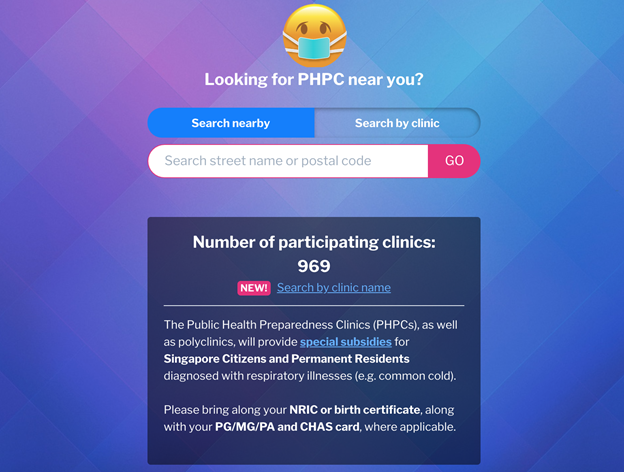 Looking for PHPC near you?
Search nearby
Search by clinic
Search street name or postal code
GO
Number of participating clinics:
969
NEW! Search by clinic name
The Public Health Preparedness Clinics (PHPCs), as well
as polyclinics, will provide special subsidies for
Singapore Citizens and Permanent Residents
diagnosed with respiratory illnesses (e.g. common cold).
Please bring along your NRIC or birth certificate, along
with your PG/MG/PA and CHAS card, where applicable.